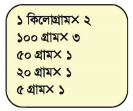 ১ কিলোগ্রাম× ২
১০০ গ্রাম× ৩
৫০ গ্রাম× ১
২০ গ্রাম× ১
৫ গ্রাম× ১